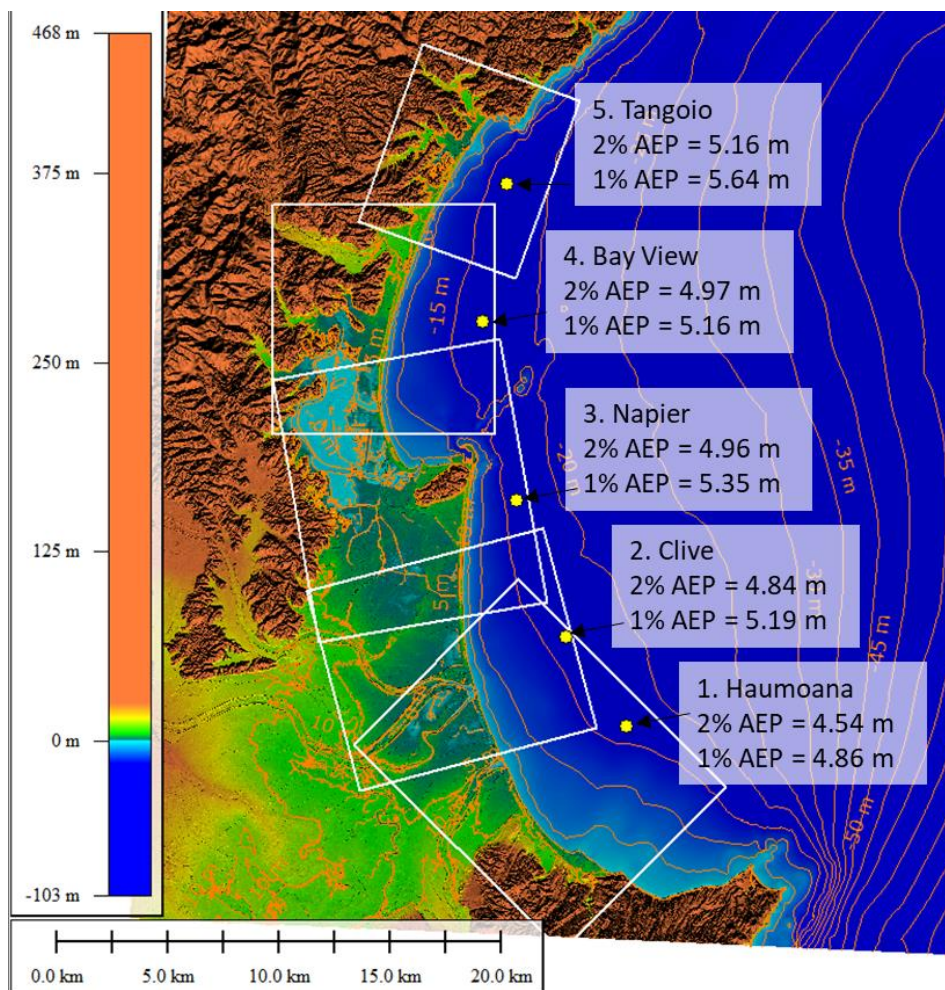 468 m
375 m
250 m
125 m
0 m
-103 m
5. Tangoio
2% AEP = 5.16 m
1% AEP = 5.64 m
4. Bay View
2% AEP = 4.97 m
1% AEP = 5.16 m
3. Napier
2% AEP = 4.96 m
1% AEP = 5.35 m
2. Clive
2% AEP = 4.84 m
1% AEP = 5.19 m
1. Haumoana
2% AEP = 4.54 m
1% AEP = 4.86 m
-15 m
-20 m
-35 m
5 m
-45 m
-50 m
10
0.0 km
5.0 km
10.0 km
15.0 km
20.0 km